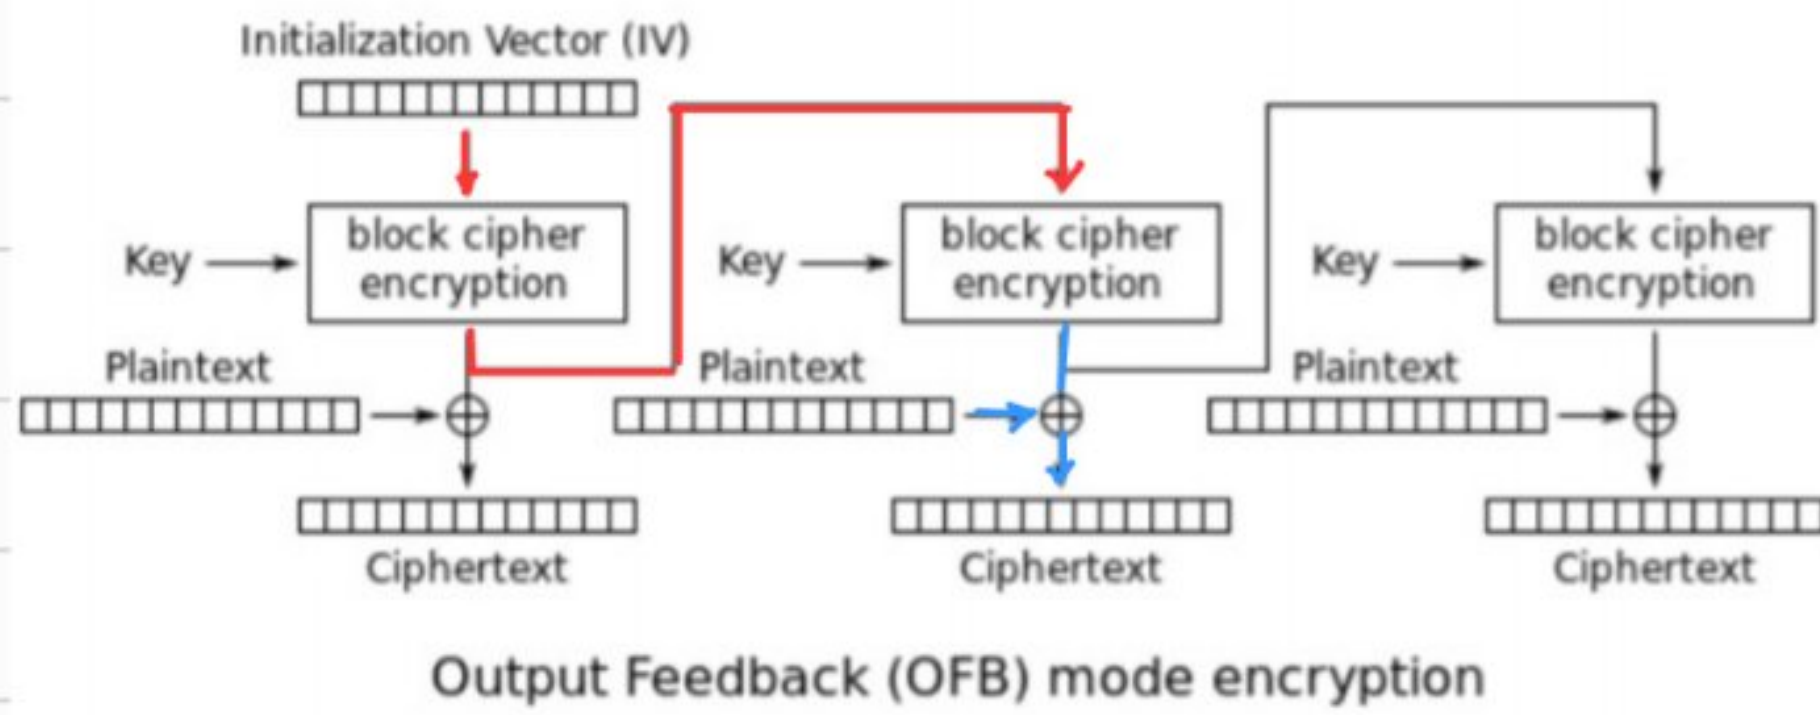 Initialization Vector (IV)
Key
block cipher
encryption
Key
block cipher
encryption
Key
block cipher
encryption
Plaintext
Plaintext
Plaintext
Ciphertext
Ciphertext
Ciphertext
Output Feedback (OFB) mode encryption